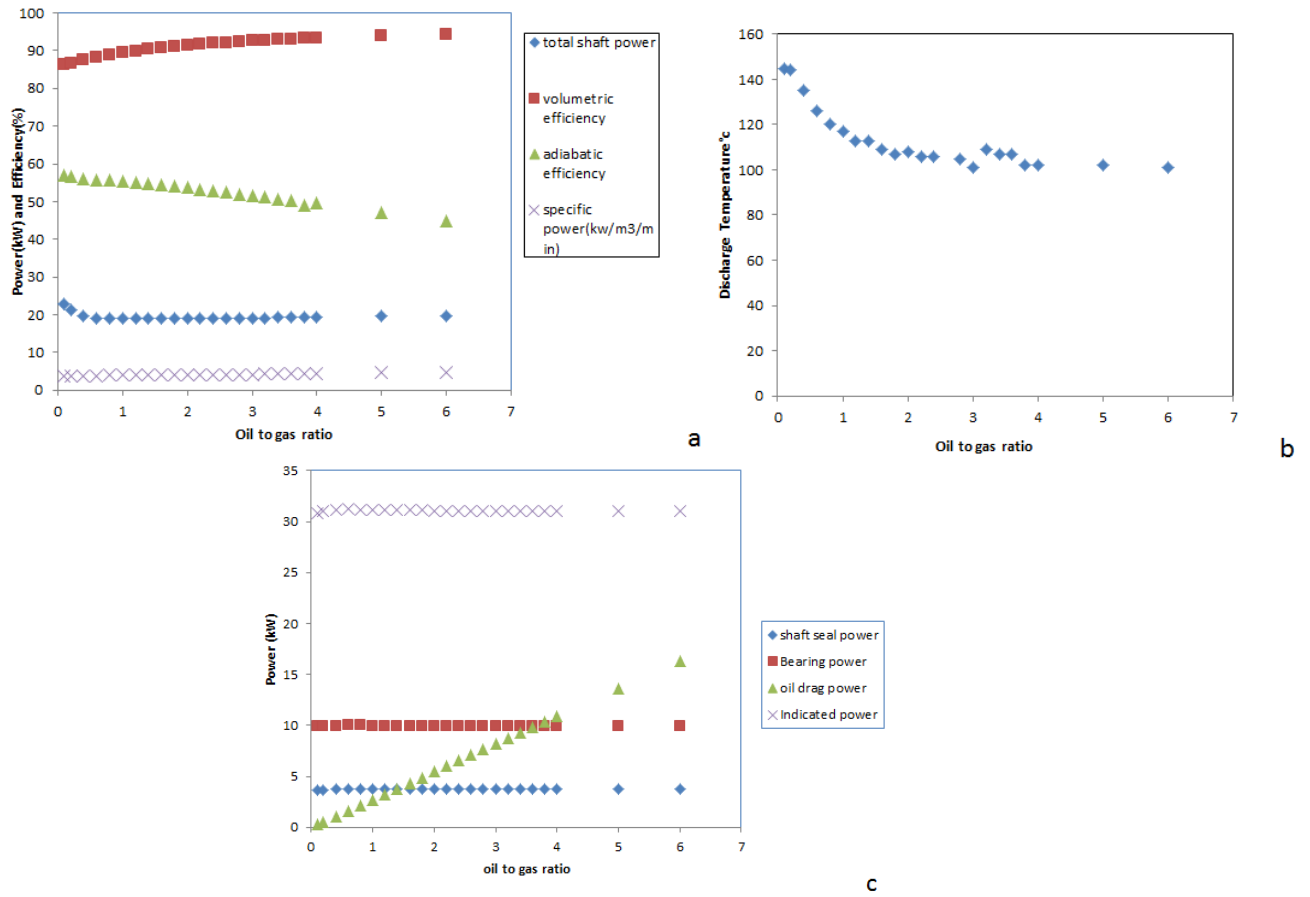 100
90
80
70
60
50
40
30
20
10
0
Power(kW) and Efficiency(%)
0 1 2 3 4 5 6 7
Oil to gas ratio
total shaft power
volumetric
efficiency
adiabatic
efficiency
specific
power(kw/m3/m
in)
a
160
140
120
100
80
60
40
20
0
Discharge Temperature°c
0 1 2 3 4 5 6 7
Oil to gas ratio
b
35
30
25
20
15
10
5
0
Power (kW)
0 1 2 3 4 5 6 7
oil to gas ratio
shaft seal power
Bearing power
oil drag power
Indicated power
c